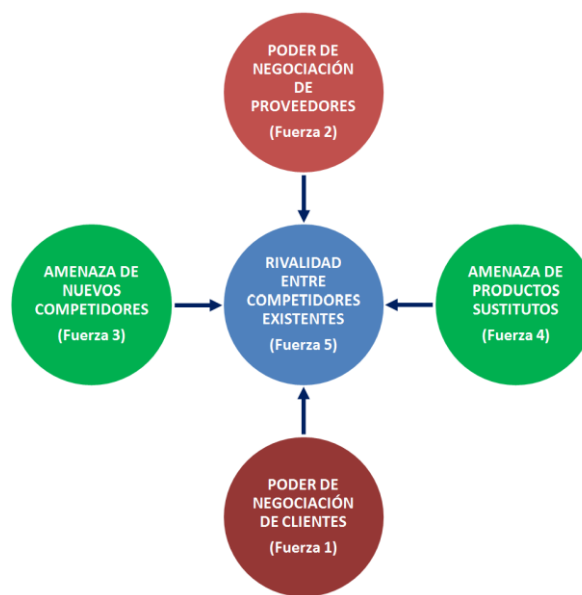 PODER DE
NEGOCIACIÓN
DE
PROVEEDORES
(Fuerza 2)
AMENAZA DE
NUEVOS
COMPETIDORES
(Fuerza 3)
RIVALIDAD
ENTRE
COMPETIDORES
EXISTENTES
(Fuerza 5)
AMENAZA DE
PRODUCTOS
SUSTITUTOS
(Fuerza 4)
PODER DE
NEGOCIACIÓN
DE CLIENTES
(Fuerza 1)